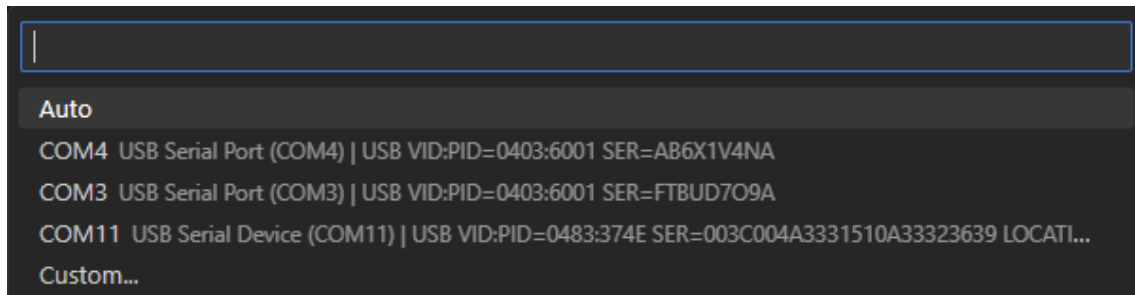 Auto
COM4 USB Serial Port (COM4) | USB VID:PID=0403:6001 SER=AB6X1V4NA
COM3 USB Serial Port (COM3) | USB VID:PID=0403:6001 SER=FTBUD7O9A
COM11 USB Serial Device (COM11) | USB VID:PID=0483:374E SER=003C004A3331510A33323639 LOCATI...
Custom...